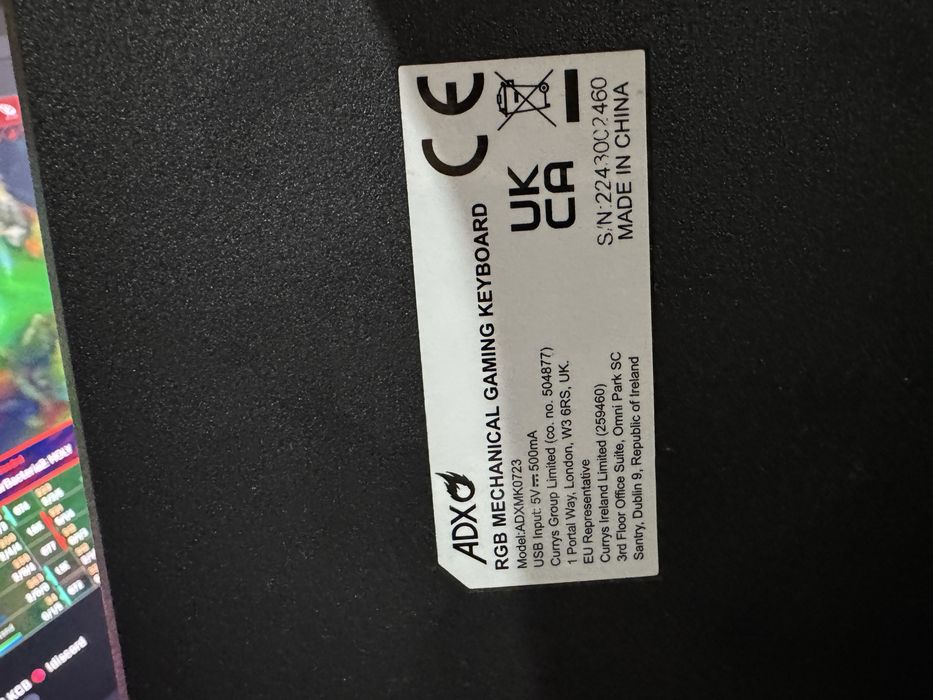 ADX
RGB MECHANICAL GAMING KEYBOARD
Model:ADXMK0723
USB Input: 5V⎓500mA
Currys Group Limited (co. no. 504877)
1 Portal Way, London, W3 6RS, UK.
EU Representative
Currys Ireland Limited (259460)
3rd Floor Office Suite, Omni Park SC
Santry, Dublin 9, Republic of Ireland
CE
UK
CA
S/N:2243002460
MADE IN CHINA
!discord